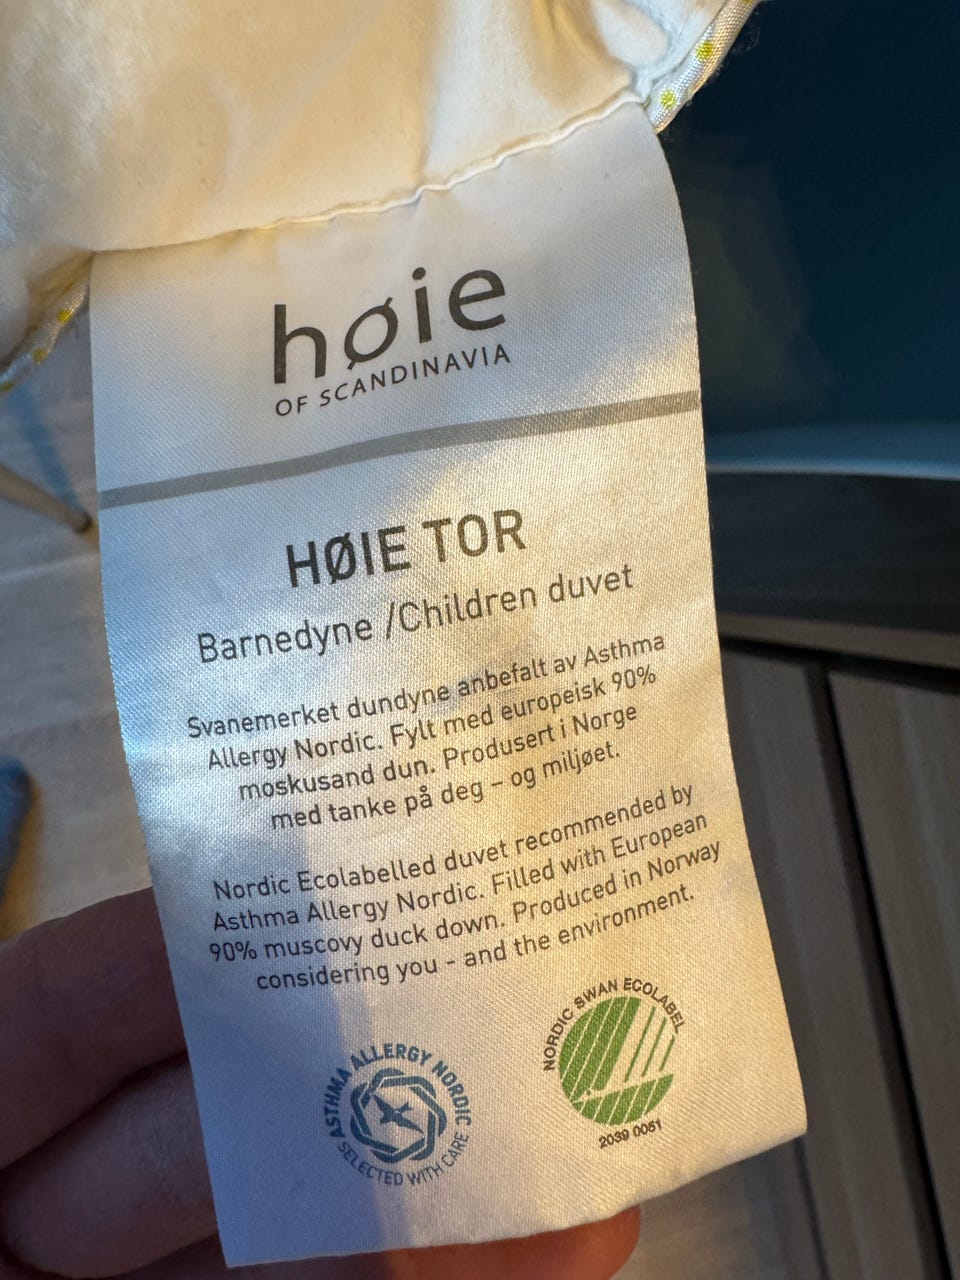 høie
OF SCANDINAVIA
HØIE TOR
Barnedyne /Children duvet
Svanemerket dundyne anbefalt av Asthma
Allergy Nordic. Fylt med europeisk 90%
moskusand dun. Produsert i Norge
med tanke på deg – og miljøet.
Nordic Ecolabelled duvet recommended by
Asthma Allergy Nordic. Filled with European
90% muscovy duck down. Produced in Norway
considering you - and the environment.
ASTHMA ALLERGY NORDIC
SELECTED WITH CARE
NORDIC SWAN ECOLABEL
2039 0051